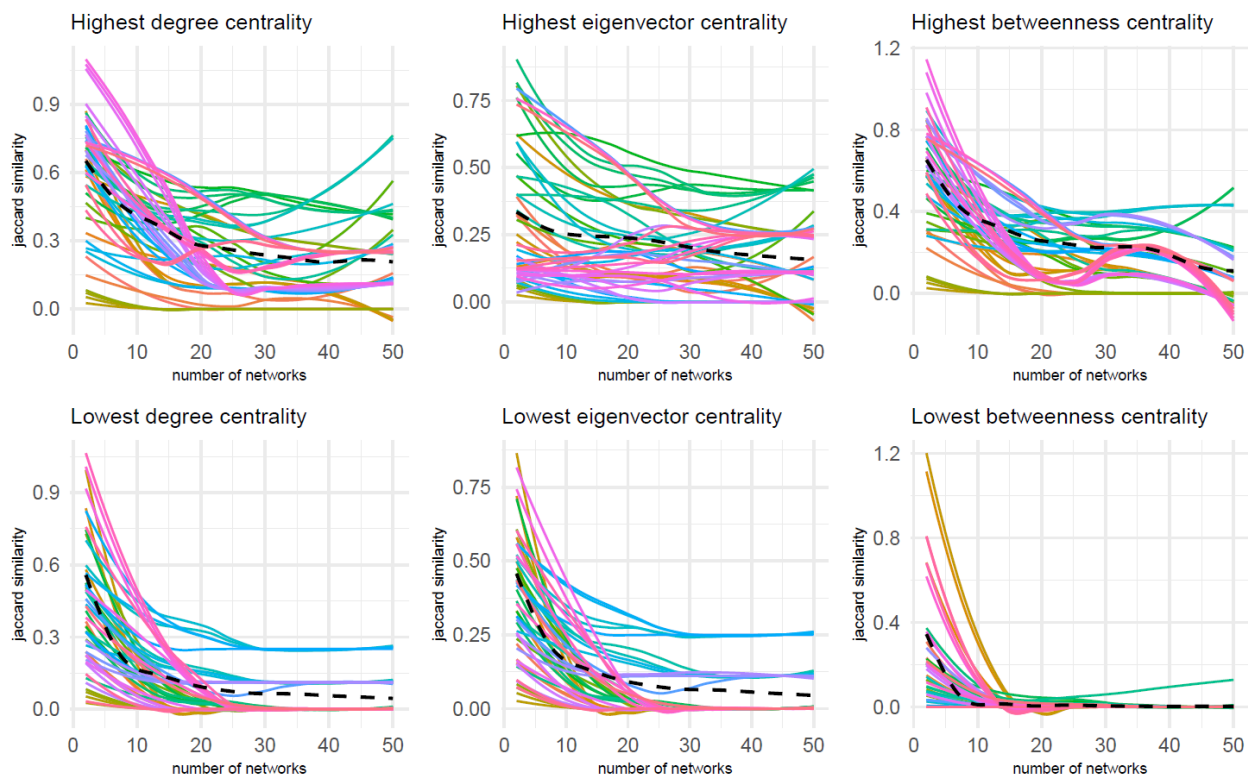 Highest degree centrality
Highest eigenvector centrality
Highest betweenness centrality
jaccard similarity
0.9
0.6
0.3
0.0
0 10 20 30 40 50
number of networks
jaccard similarity
0.75
0.50
0.25
0.00
0 10 20 30 40 50
number of networks
jaccard similarity
1.2
0.8
0.4
0.0
0 10 20 30 40 50
number of networks
Lowest degree centrality
Lowest eigenvector centrality
Lowest betweenness centrality
jaccard similarity
0.9
0.6
0.3
0.0
0 10 20 30 40 50
number of networks
jaccard similarity
0.75
0.50
0.25
0.00
0 10 20 30 40 50
number of networks
jaccard similarity
1.2
0.8
0.4
0.0
0 10 20 30 40 50
number of networks